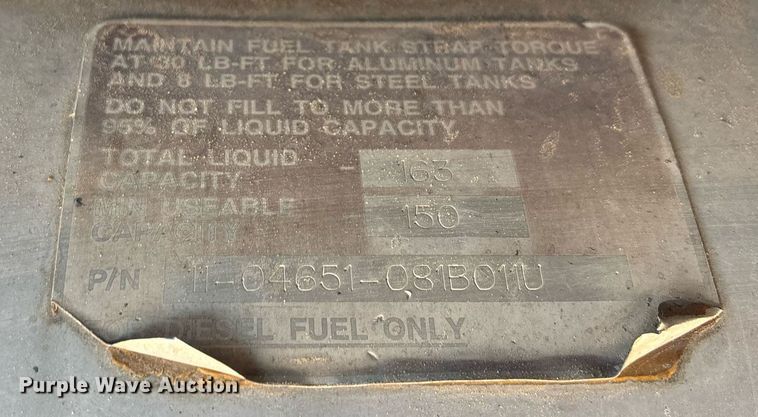 MAINTAIN FUEL TANK STRAP TORQUE
AT 30 LB-FT FOR ALUMINUM TANKS
AND 8 LB-FT FOR STEEL TANKS
DO NOT FILL TO MORE THAN
95% OF LIQUID CAPACITY
TOTAL LIQUID
CAPACITY - 163
MIN USEABLE
CAPACITY 150
P/N 11-04651-081B011U
DIESEL FUEL ONLY
Purple Wave Auction